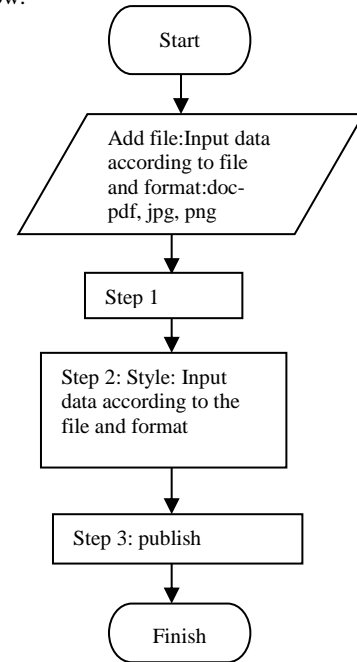 Start
Add file:Input data
according to file
and format:doc-
pdf, jpg, png
Step 1
Step 2: Style: Input
data according to the
file and format
Step 3: publish
Finish